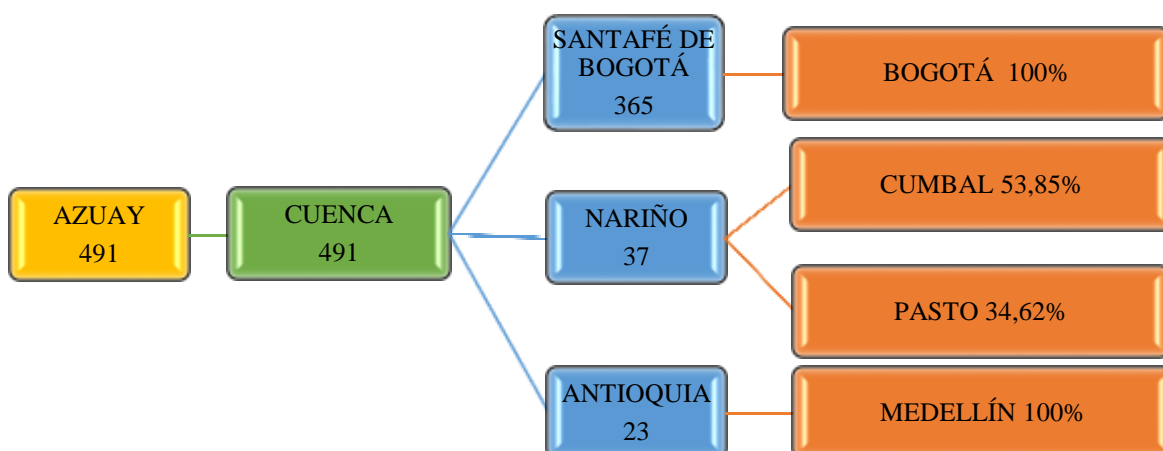 AZUAY
491
CUENCA
491
SANTAFÉ DE
BOGOTÁ
365
BOGOTÁ 100%
NARIÑO
37
CUMBAL 53,85%
PASTO 34,62%
ANTIOQUIA
23
MEDELLÍN 100%